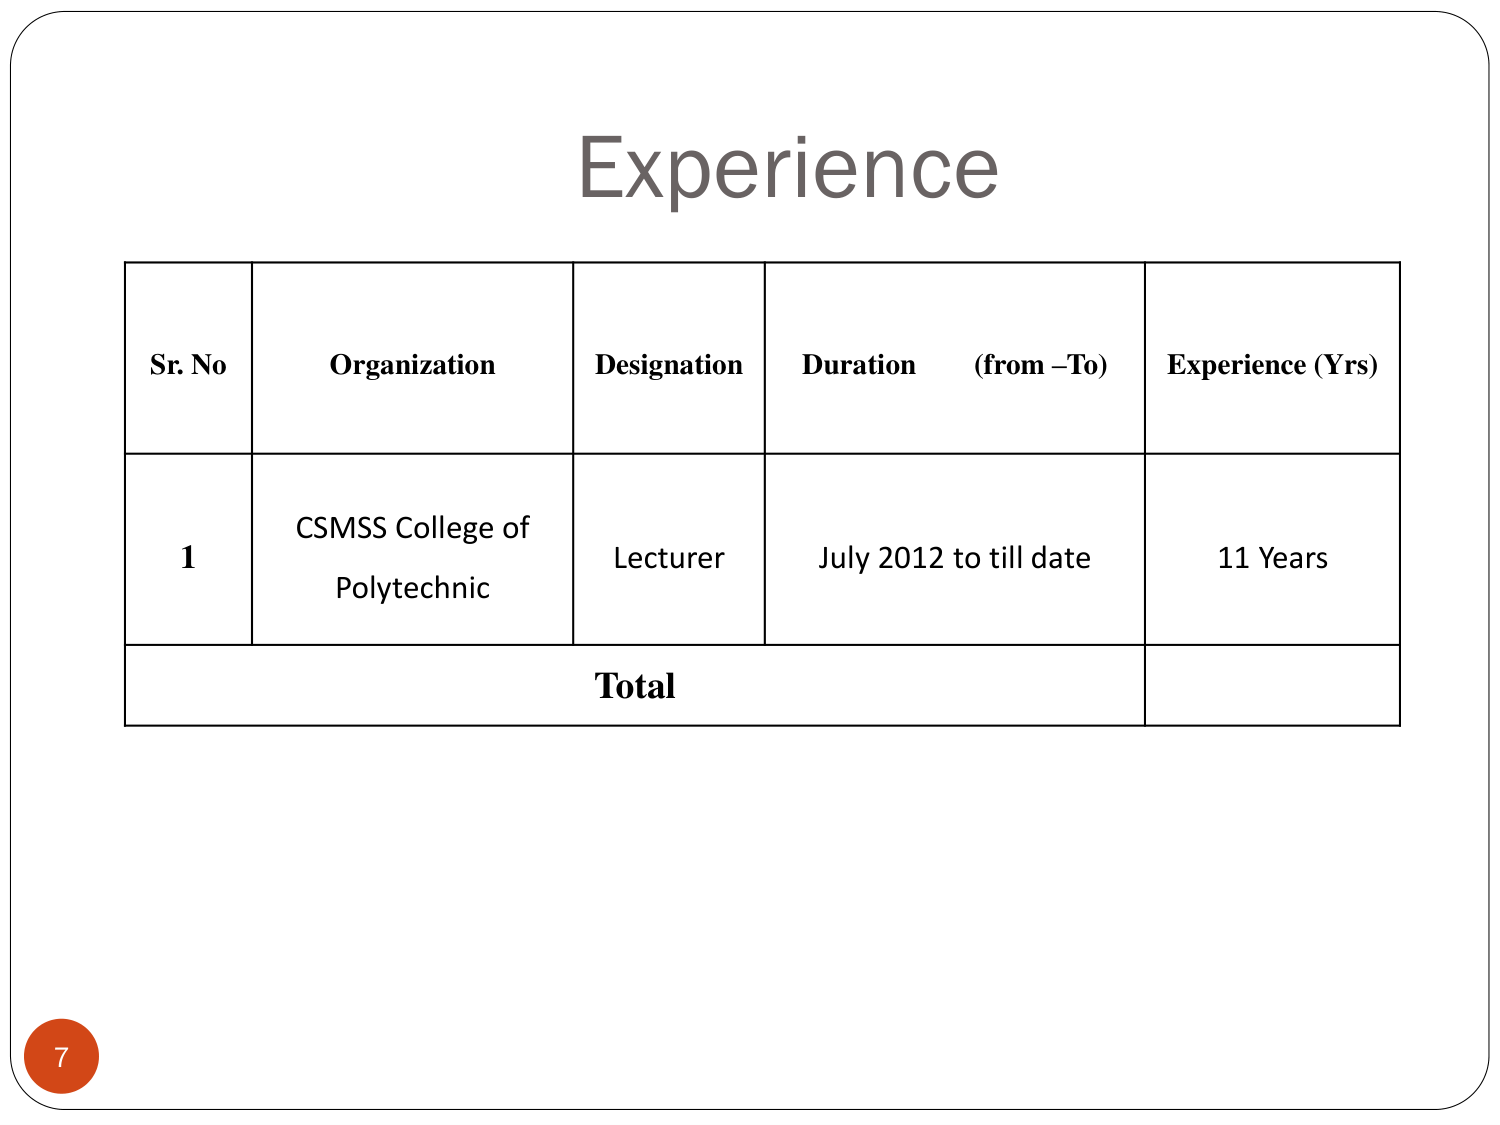 Experience
Sr. No Organization Designation Duration (from –To) Experience (Yrs)
1 CSMSS College of Polytechnic Lecturer July 2012 to till date 11 Years
Total
7